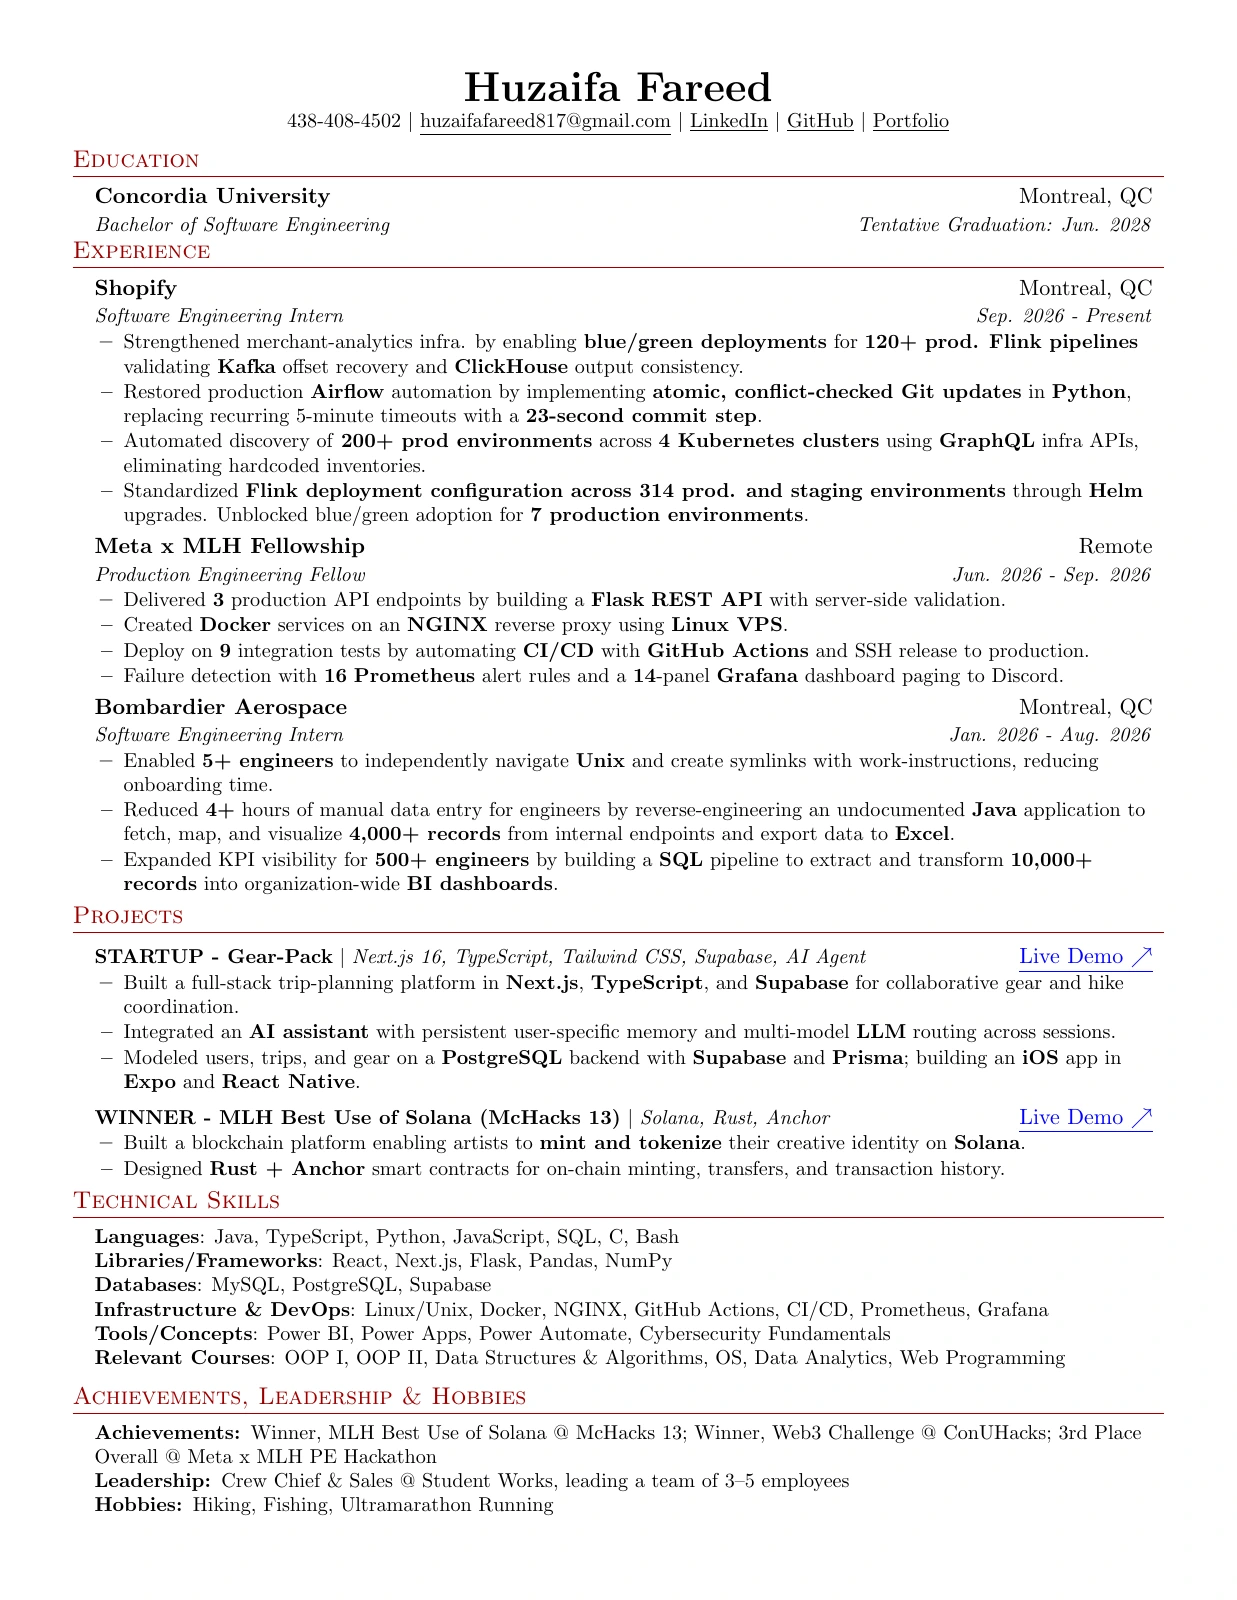 Huzaifa Fareed
438-408-4502 | huzaifafareed817@gmail.com | LinkedIn | GitHub | Portfolio
Education
Concordia University Montreal, QC
Bachelor of Software Engineering Tentative Graduation: Jun. 2028
Experience
Shopify Montreal, QC
Software Engineering Intern Sep. 2026 - Present
– Strengthened merchant-analytics infra. by enabling blue/green deployments for 120+ prod. Flink pipelines
validating Kafka offset recovery and ClickHouse output consistency.
– Restored production Airflow automation by implementing atomic, conflict-checked Git updates in Python,
replacing recurring 5-minute timeouts with a 23-second commit step.
– Automated discovery of 200+ prod environments across 4 Kubernetes clusters using GraphQL infra APIs,
eliminating hardcoded inventories.
– Standardized Flink deployment configuration across 314 prod. and staging environments through Helm
upgrades. Unblocked blue/green adoption for 7 production environments.
Meta x MLH Fellowship Remote
Production Engineering Fellow Jun. 2026 - Sep. 2026
– Delivered 3 production API endpoints by building a Flask REST API with server-side validation.
– Created Docker services on an NGINX reverse proxy using Linux VPS.
– Deploy on 9 integration tests by automating CI/CD with GitHub Actions and SSH release to production.
– Failure detection with 16 Prometheus alert rules and a 14-panel Grafana dashboard paging to Discord.
Bombardier Aerospace Montreal, QC
Software Engineering Intern Jan. 2026 - Aug. 2026
– Enabled 5+ engineers to independently navigate Unix and create symlinks with work-instructions, reducing
onboarding time.
– Reduced 4+ hours of manual data entry for engineers by reverse-engineering an undocumented Java application to
fetch, map, and visualize 4,000+ records from internal endpoints and export data to Excel.
– Expanded KPI visibility for 500+ engineers by building a SQL pipeline to extract and transform 10,000+
records into organization-wide BI dashboards.
Projects
STARTUP - Gear-Pack | Next.js 16, TypeScript, Tailwind CSS, Supabase, AI Agent Live Demo ↗
– Built a full-stack trip-planning platform in Next.js, TypeScript, and Supabase for collaborative gear and hike
coordination.
– Integrated an AI assistant with persistent user-specific memory and multi-model LLM routing across sessions.
– Modeled users, trips, and gear on a PostgreSQL backend with Supabase and Prisma; building an iOS app in
Expo and React Native.
WINNER - MLH Best Use of Solana (McHacks 13) | Solana, Rust, Anchor Live Demo ↗
– Built a blockchain platform enabling artists to mint and tokenize their creative identity on Solana.
– Designed Rust + Anchor smart contracts for on-chain minting, transfers, and transaction history.
Technical Skills
Languages: Java, TypeScript, Python, JavaScript, SQL, C, Bash
Libraries/Frameworks: React, Next.js, Flask, Pandas, NumPy
Databases: MySQL, PostgreSQL, Supabase
Infrastructure & DevOps: Linux/Unix, Docker, NGINX, GitHub Actions, CI/CD, Prometheus, Grafana
Tools/Concepts: Power BI, Power Apps, Power Automate, Cybersecurity Fundamentals
Relevant Courses: OOP I, OOP II, Data Structures & Algorithms, OS, Data Analytics, Web Programming
Achievements, Leadership & Hobbies
Achievements: Winner, MLH Best Use of Solana @ McHacks 13; Winner, Web3 Challenge @ ConUHacks; 3rd Place
Overall @ Meta x MLH PE Hackathon
Leadership: Crew Chief & Sales @ Student Works, leading a team of 3–5 employees
Hobbies: Hiking, Fishing, Ultramarathon Running